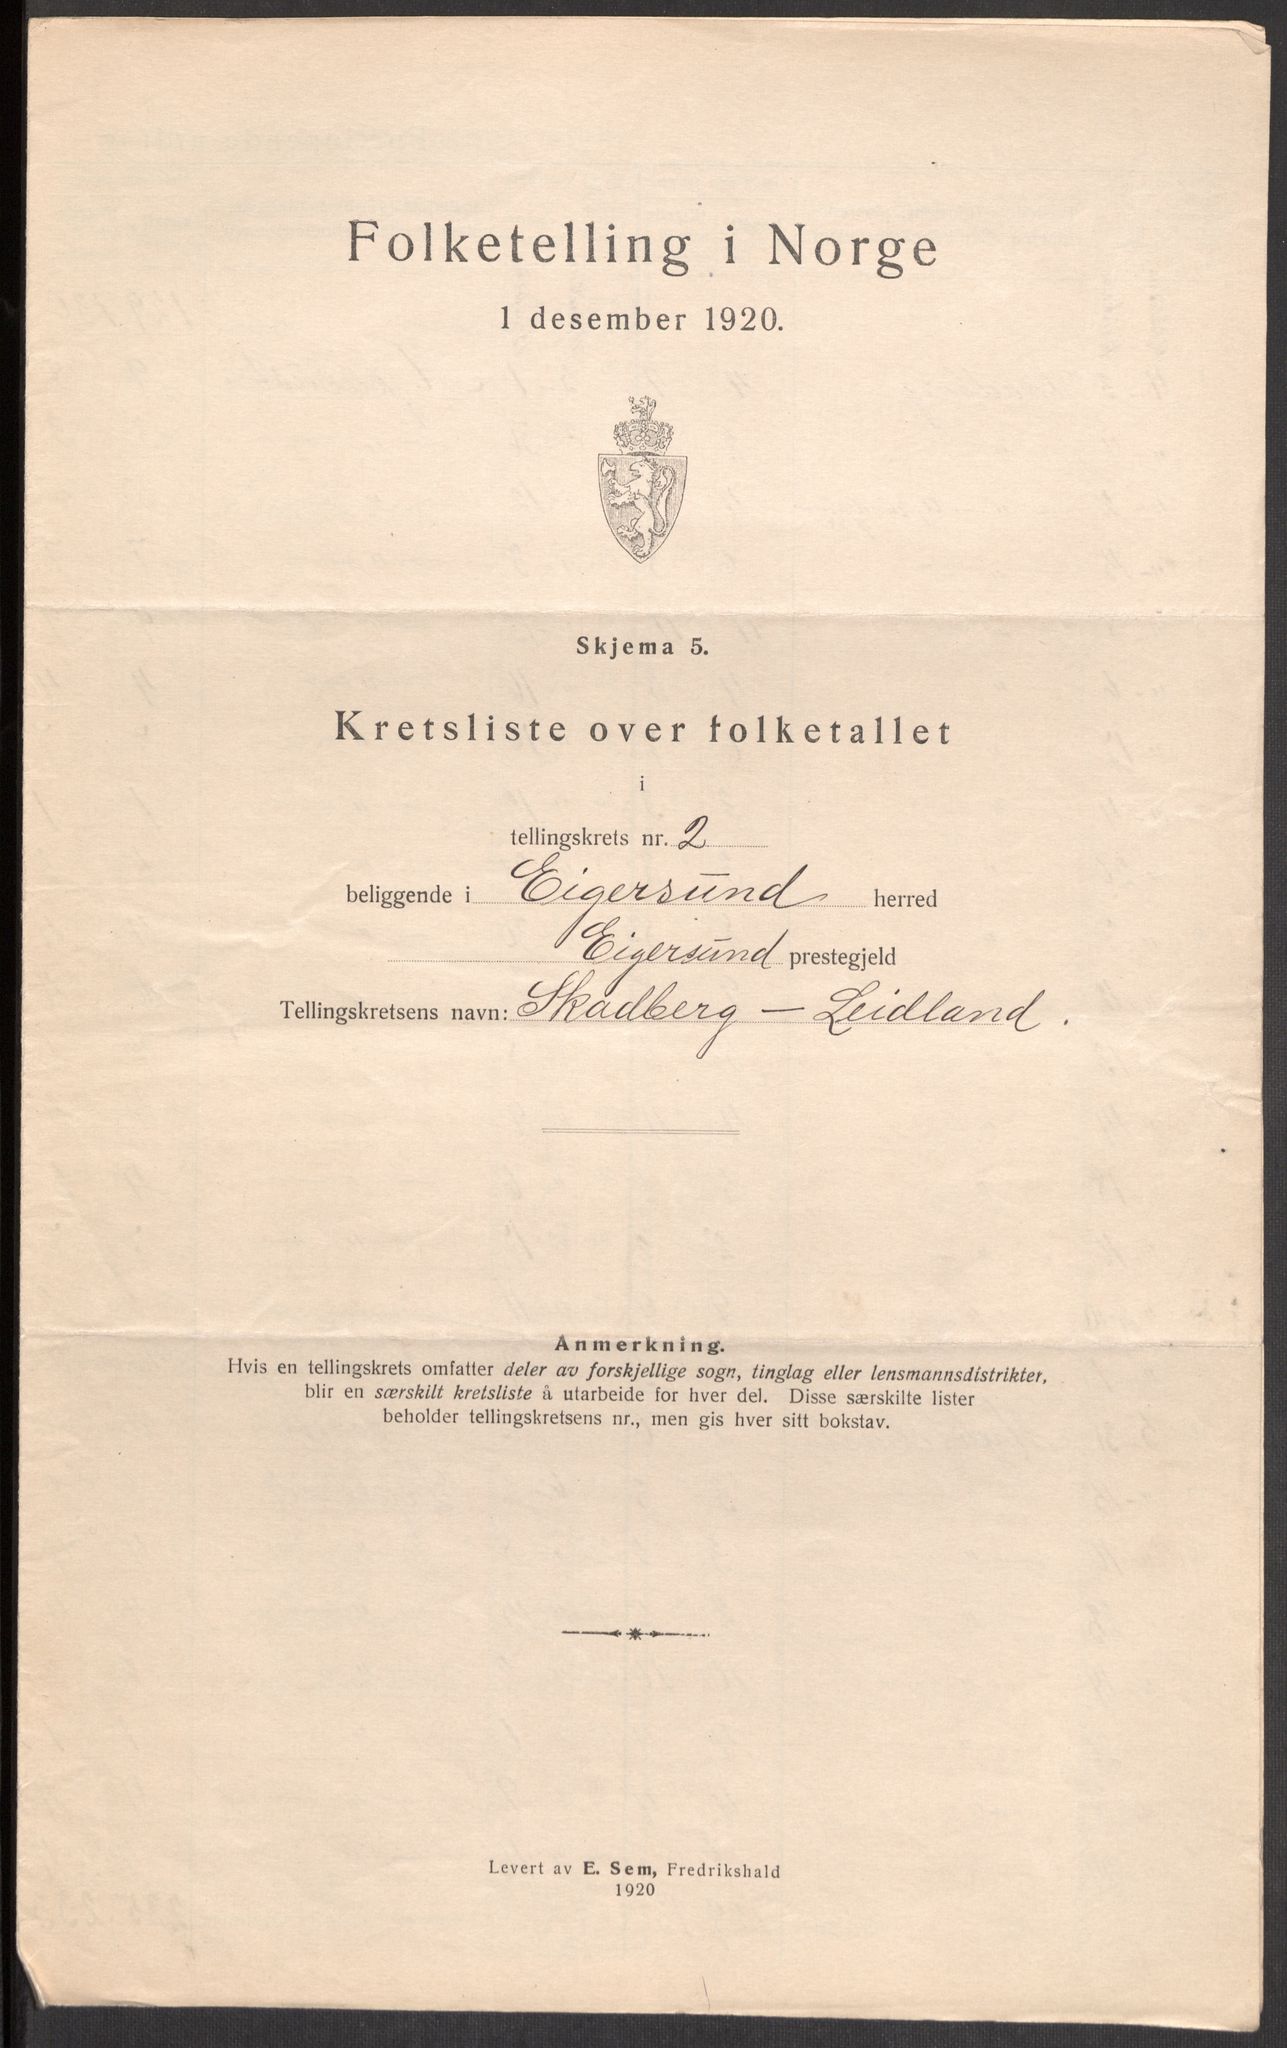 Folketelling i Norge
1 desember 1920.
Skjema 5.
Kretsliste over folketallet
i
tellingskrets nr. 2
beliggende i Eigersund herred
Eigersund prestegjeld
Tellingskretsens navn: Skadberg — Leidland.
Anmerkning.
Hvis en tellingskrets omfatter deler av forskjellige sogn, tinglag eller lensmannsdistrikter,
blir en særskilt kretsliste å utarbeide for hver del. Disse særskilte lister
beholder tellingskretsens nr., men gis hver sitt bokstav.
Levert av E. Sem, Fredrikshald
1920